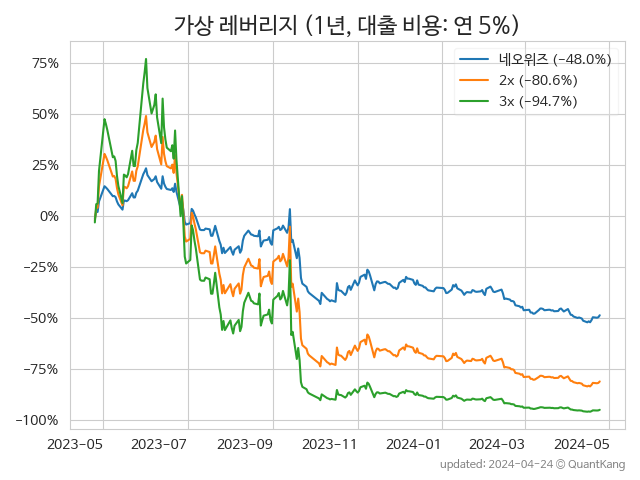 가상 레버리지 (1년, 대출 비용: 연 5%)
네오위즈 (−48.0%)
2x (−80.6%)
3x (−94.7%)
75%
50%
25%
0%
−25%
−50%
−75%
−100%
2023-05 2023-07 2023-09 2023-11 2024-01 2024-03 2024-05
updated: 2024-04-24 © QuantKang